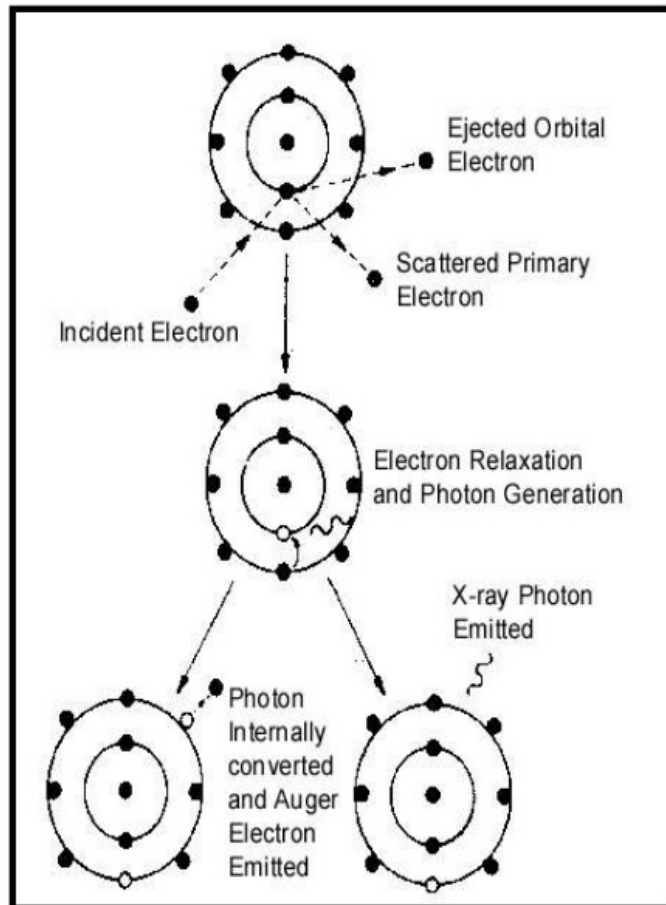 Ejected Orbital
Electron
Scattered Primary
Electron
Incident Electron
Electron Relaxation
and Photon Generation
X-ray Photon
Emitted
Photon
Internally
converted
and Auger
Electron
Emitted